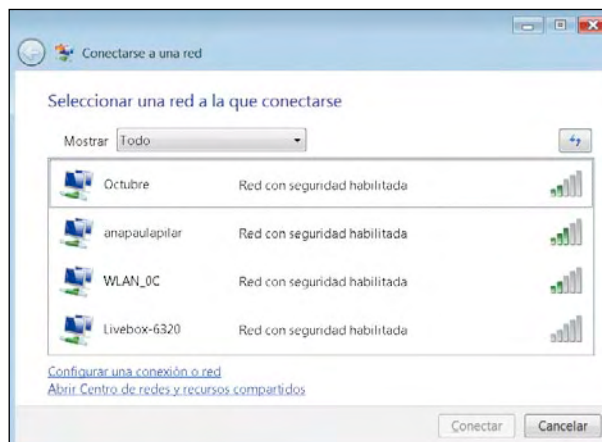 Conectarse a una red
Seleccionar una red a la que conectarse
Mostrar Todo
Octubre Red con seguridad habilitada
anapaulapilar Red con seguridad habilitada
WLAN_0C Red con seguridad habilitada
Livebox-6320 Red con seguridad habilitada
Configurar una conexión o red
Abrir Centro de redes y recursos compartidos
Conectar Cancelar